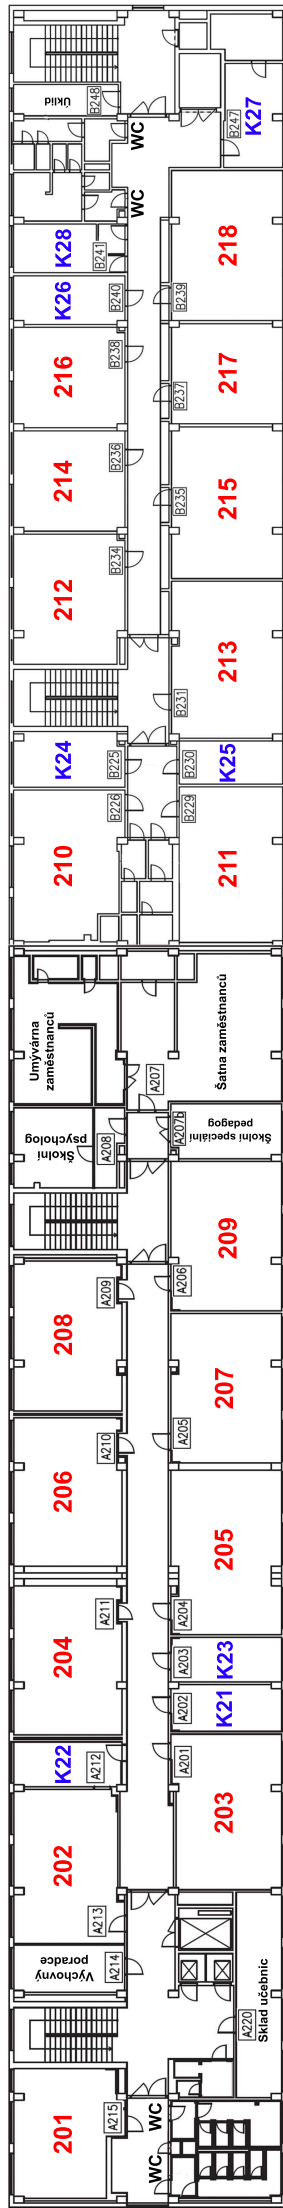 Úklid
B248
WC
B247
K27
WC
K28
B241
218
K26
B240
B239
216
B238
217
B237
214
B236
215
B235
212
B234
213
B231
K24
B225
B230
K25
210
B226
B229
211
Umývárna
zaměstnanců
Šatna zaměstnanců
A207
Školní
psycholog
A208
A207b
Školní speciální
pedagog
209
A206
208
A209
207
A205
206
A210
205
A204
204
A211
A203
K23
A202
K21
K22
A212
A201
203
202
A213
Výchovný
poradce
A214
A220
Sklad učebnic
201
A215
WC
WC